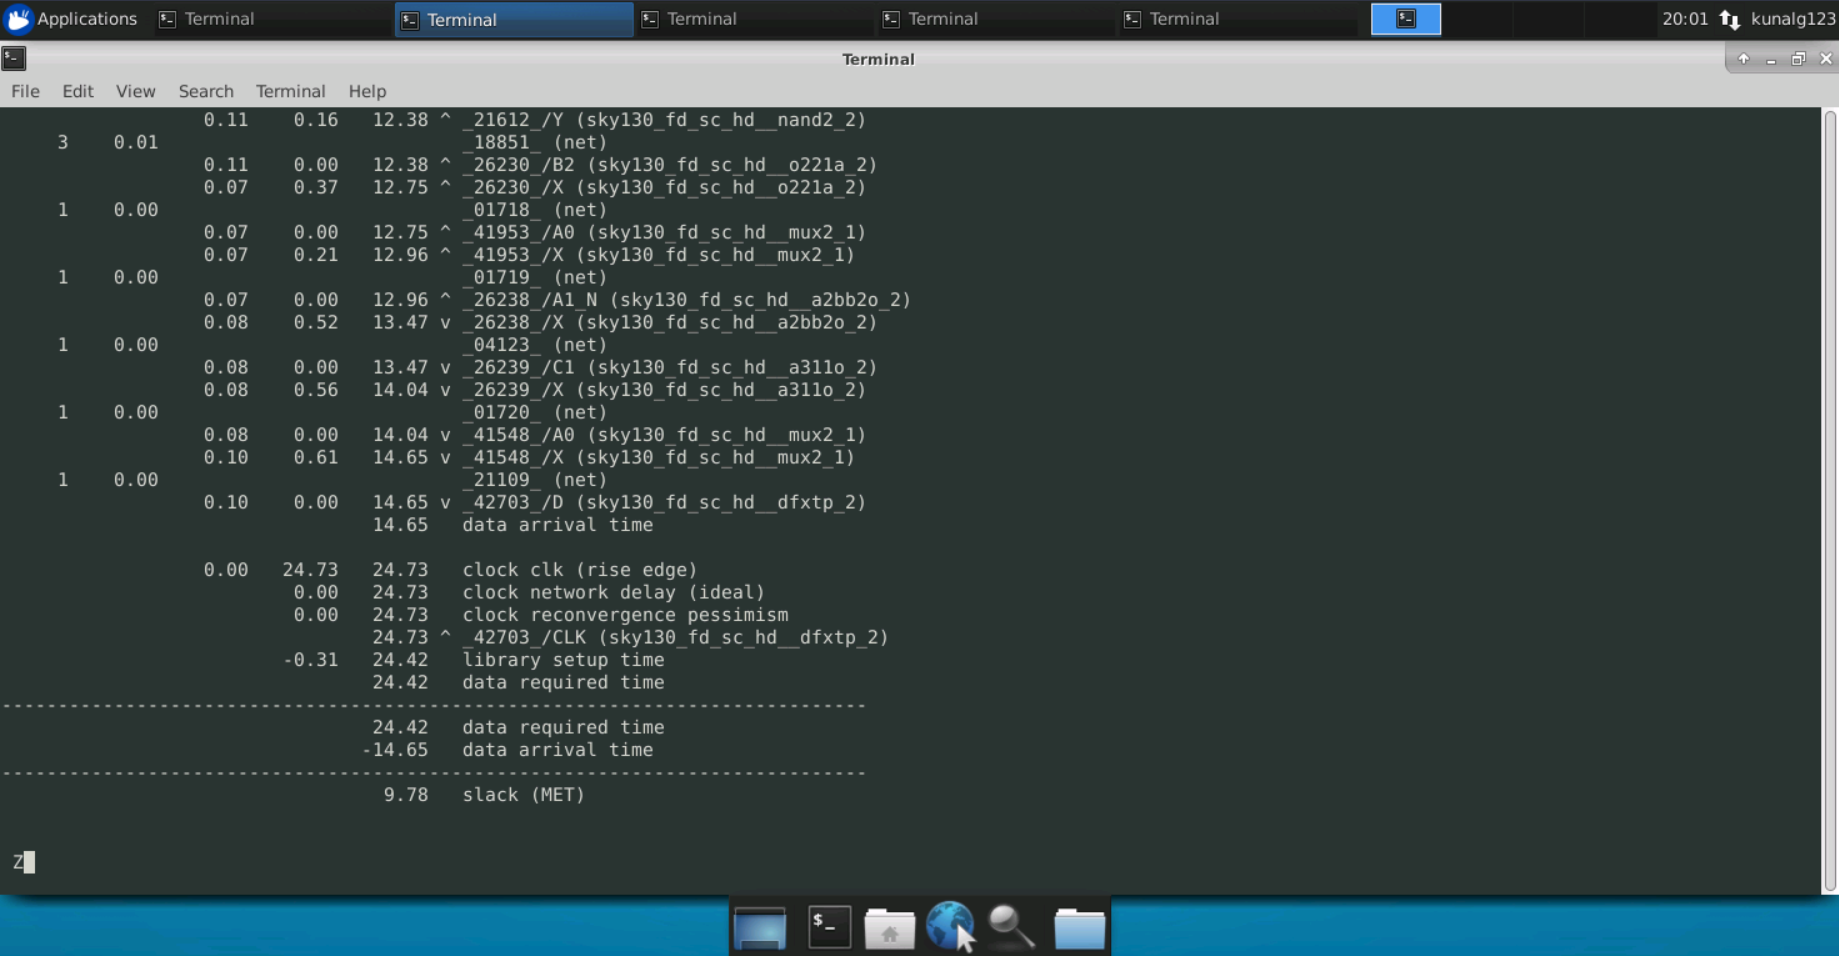 Applications Terminal Terminal Terminal Terminal Terminal 20:01 kunalg123
Terminal
File Edit View Search Terminal Help
0.11 0.16 12.38 ^ _21612_/Y (sky130_fd_sc_hd__nand2_2)
3 0.01 _18851_ (net)
0.11 0.00 12.38 ^ _26230_/B2 (sky130_fd_sc_hd__o221a_2)
0.07 0.37 12.75 ^ _26230_/X (sky130_fd_sc_hd__o221a_2)
1 0.00 _01718_ (net)
0.07 0.00 12.75 ^ _41953_/A0 (sky130_fd_sc_hd__mux2_1)
0.07 0.21 12.96 ^ _41953_/X (sky130_fd_sc_hd__mux2_1)
1 0.00 _01719_ (net)
0.07 0.00 12.96 ^ _26238_/A1_N (sky130_fd_sc_hd__a2bb2o_2)
0.08 0.52 13.47 v _26238_/X (sky130_fd_sc_hd__a2bb2o_2)
1 0.00 _04123_ (net)
0.08 0.00 13.47 v _26239_/C1 (sky130_fd_sc_hd__a311o_2)
0.08 0.56 14.04 v _26239_/X (sky130_fd_sc_hd__a311o_2)
1 0.00 _01720_ (net)
0.08 0.00 14.04 v _41548_/A0 (sky130_fd_sc_hd__mux2_1)
0.10 0.61 14.65 v _41548_/X (sky130_fd_sc_hd__mux2_1)
1 0.00 _21109_ (net)
0.10 0.00 14.65 v _42703_/D (sky130_fd_sc_hd__dfxtp_2)
14.65 data arrival time
0.00 24.73 24.73 clock clk (rise edge)
0.00 24.73 clock network delay (ideal)
0.00 24.73 clock reconvergence pessimism
24.73 ^ _42703_/CLK (sky130_fd_sc_hd__dfxtp_2)
-0.31 24.42 library setup time
24.42 data required time
-----------------------------------------------------------------------------
24.42 data required time
-14.65 data arrival time
-----------------------------------------------------------------------------
9.78 slack (MET)
Z